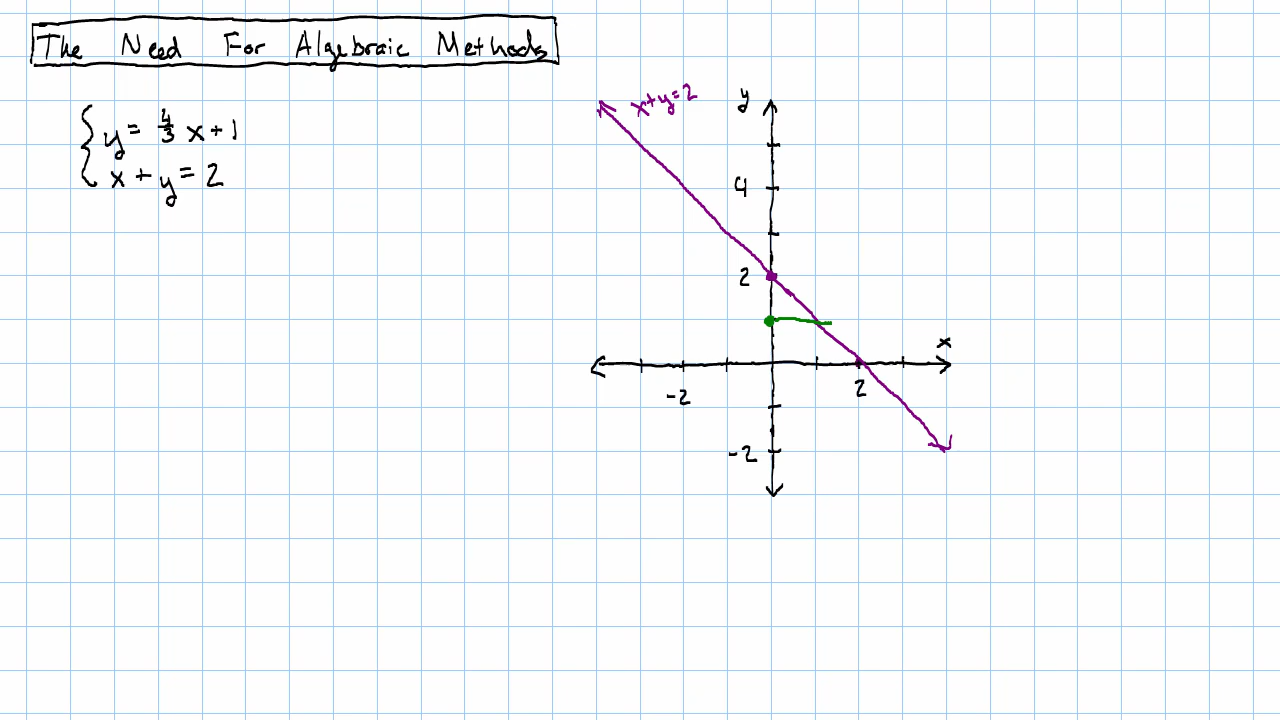 The Need For Algebraic Methods
y = 4/3 x + 1
x + y = 2
x+y=2
y
4
2
x
-2
2
-2